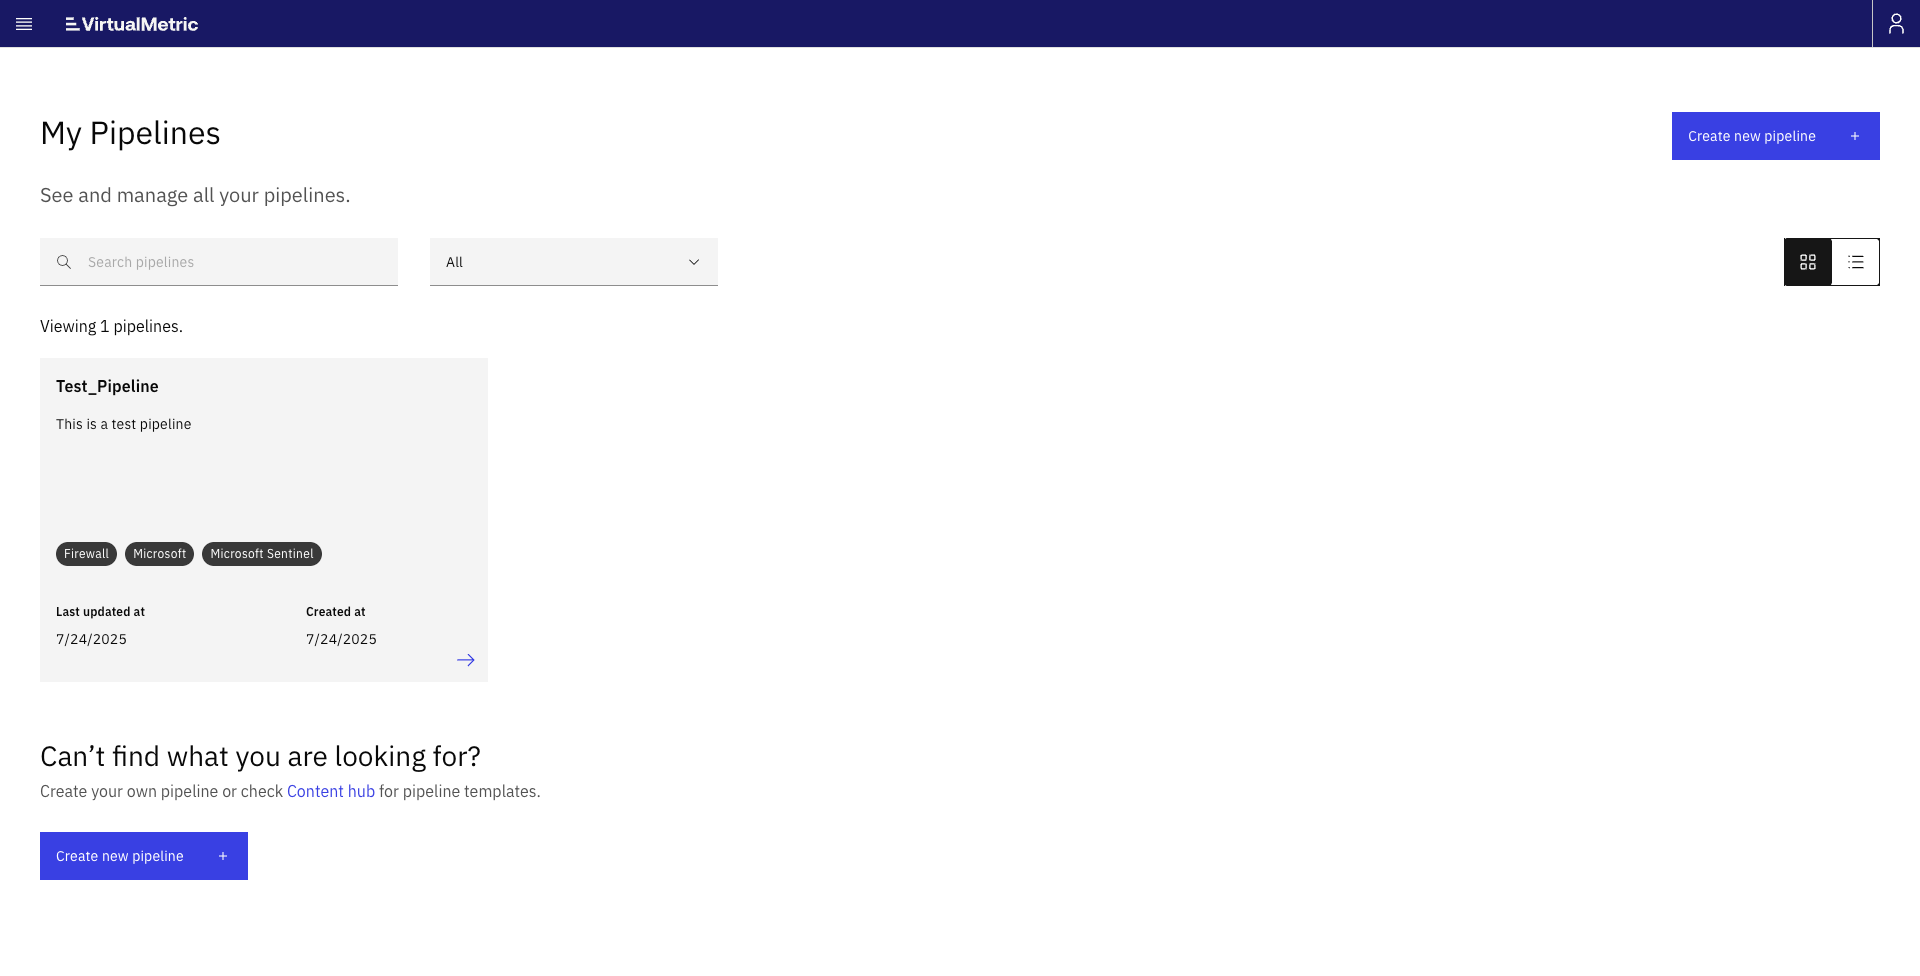 VirtualMetric
My Pipelines
Create new pipeline
See and manage all your pipelines.
Search pipelines
All
Viewing 1 pipelines.
Test_Pipeline
This is a test pipeline
Firewall Microsoft Microsoft Sentinel
Last updated at Created at
7/24/2025 7/24/2025
Can’t find what you are looking for?
Create your own pipeline or check Content hub for pipeline templates.
Create new pipeline